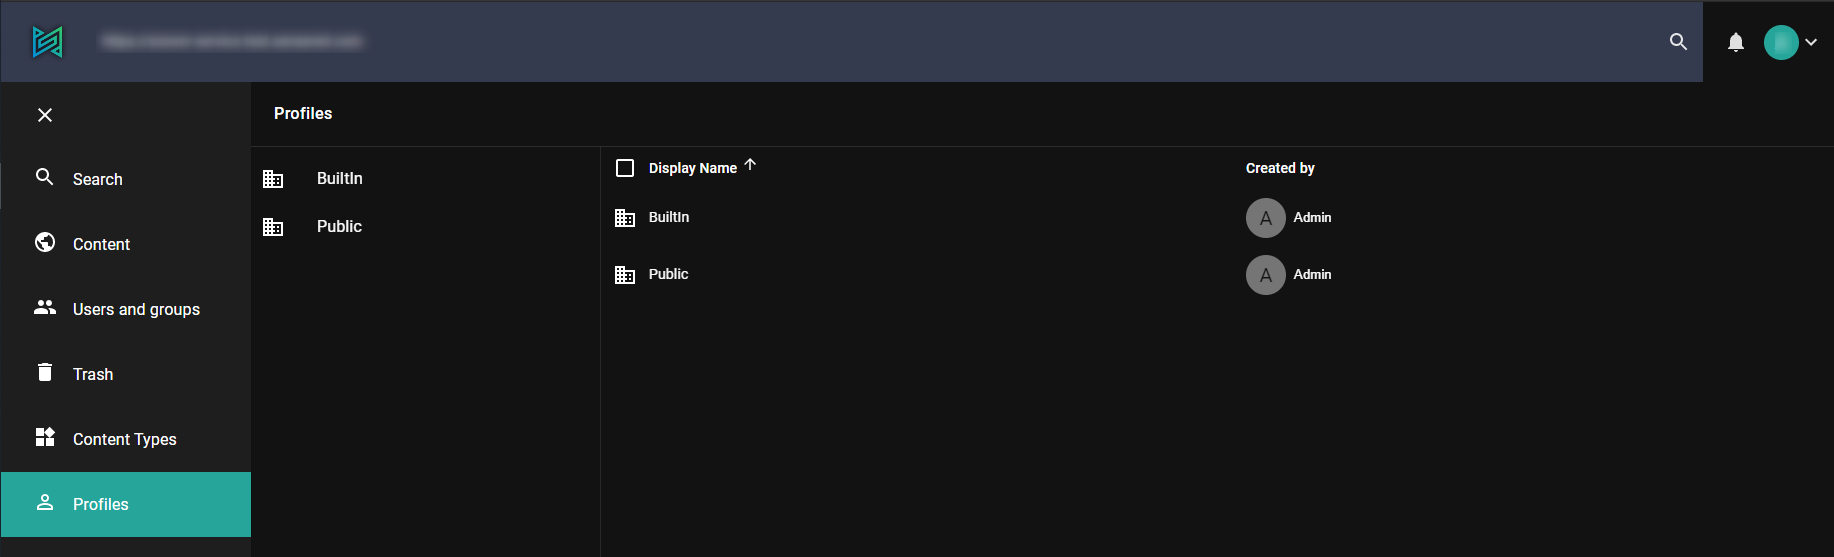 Profiles
Search
Content
Users and groups
Trash
Content Types
Profiles
BuiltIn
Public
Display Name
Created by
BuiltIn
A
Admin
Public
A
Admin